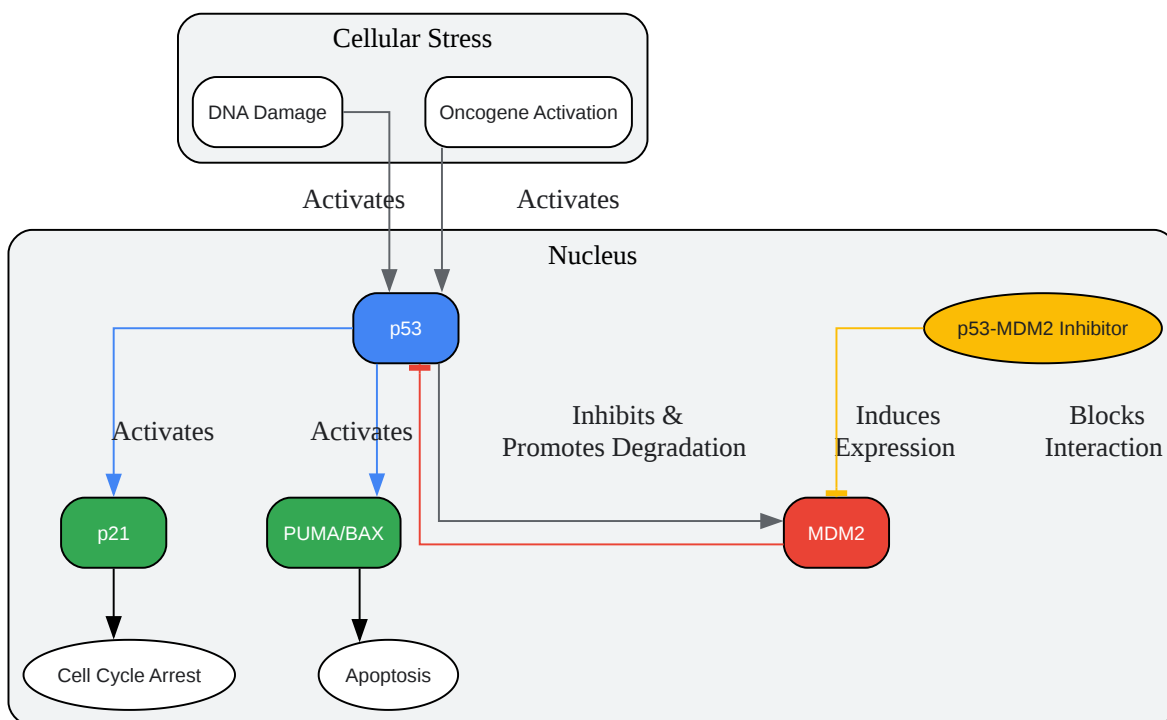 Cellular Stress
DNA Damage
Oncogene Activation
Activates
Activates
Nucleus
p53
p53-MDM2 Inhibitor
Activates
Activates
Inhibits &
Promotes Degradation
Induces
Expression
Blocks
Interaction
p21
PUMA/BAX
MDM2
Cell Cycle Arrest
Apoptosis